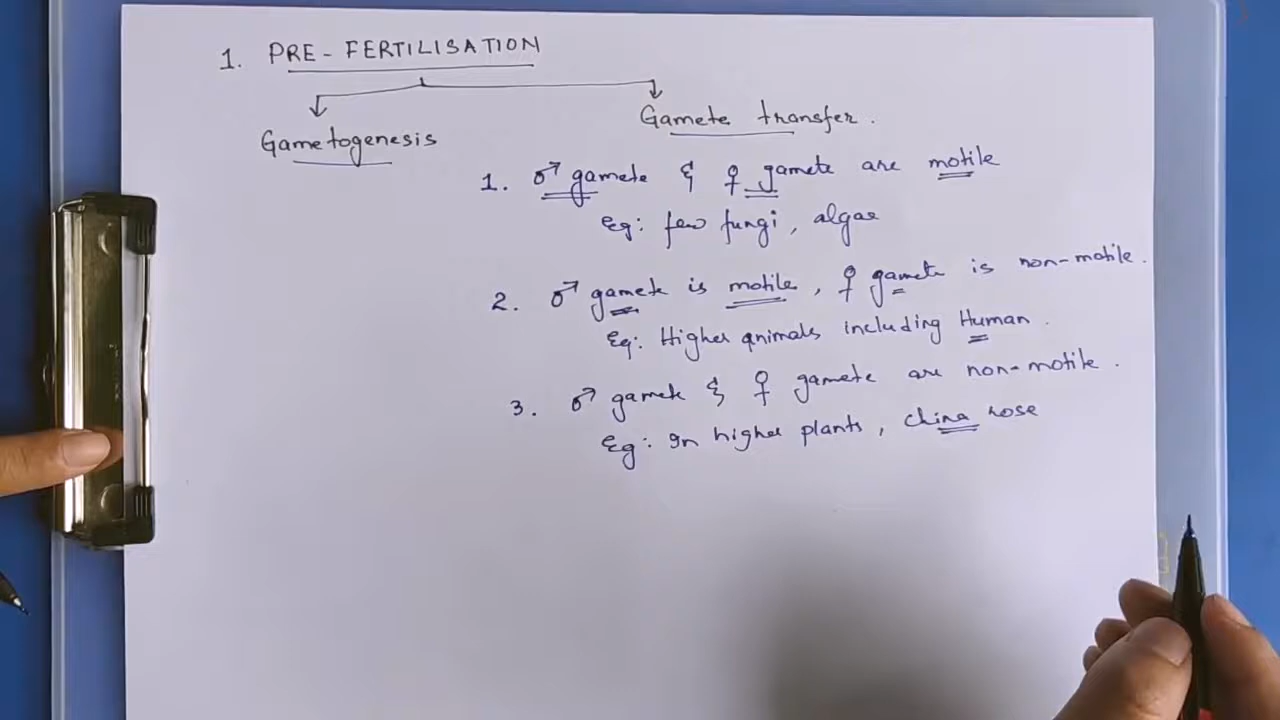 1. PRE-FERTILISATION
Gametogenesis
Gamete transfer.
1. ♂ gamete & ♀ gamete are motile
Eg: few fungi, algae
2. ♂ gamete is motile, ♀ gamete is non-motile.
Eg: Higher animals including Human.
3. ♂ gamete & ♀ gamete are non-motile.
Eg: In higher plants, china rose